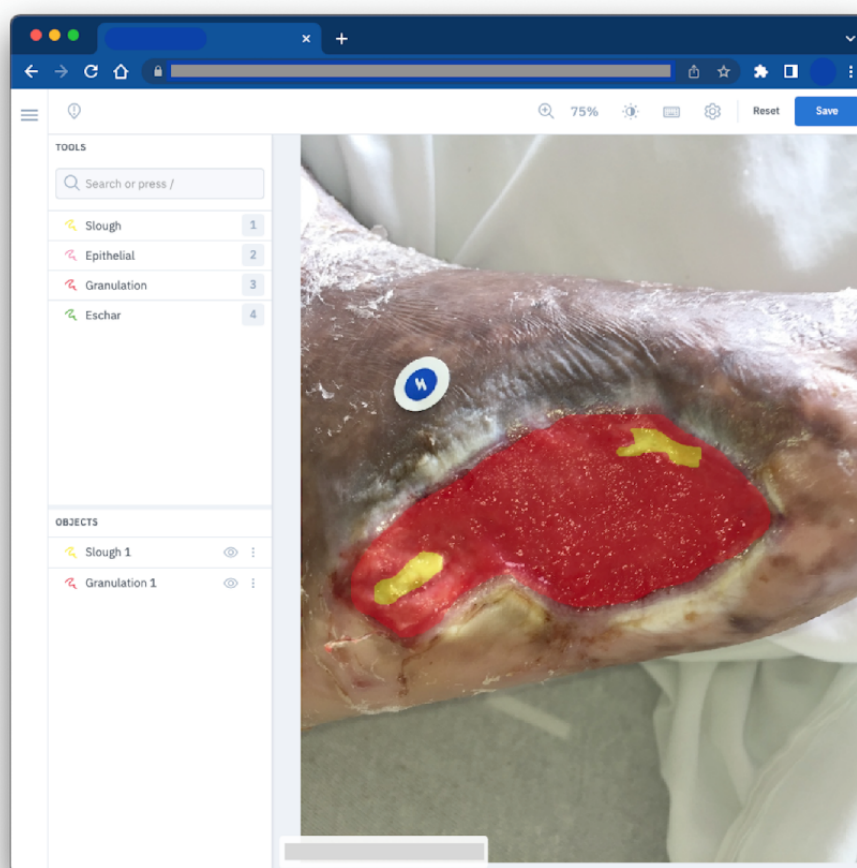 75%
Reset
Save
TOOLS
Search or press /
Slough 1
Epithelial 2
Granulation 3
Eschar 4
OBJECTS
Slough 1
Granulation 1